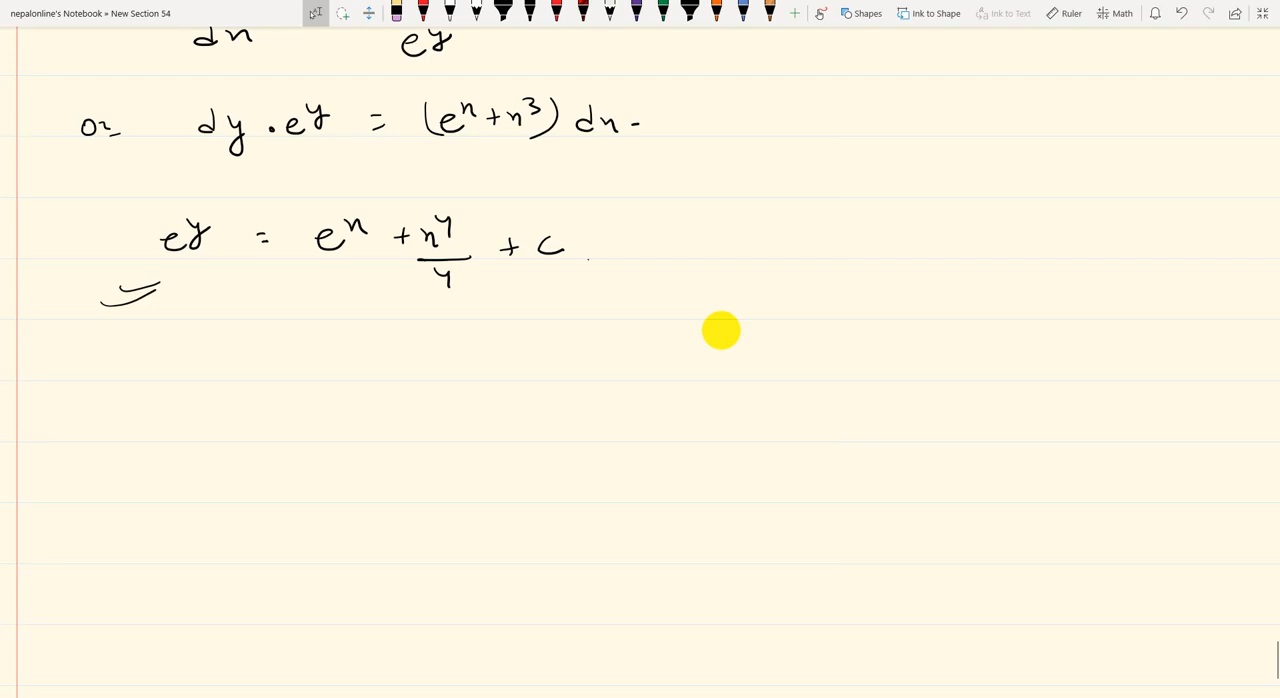 nepalonline's Notebook » New Section 54
Shapes Ink to Shape Ink to Text Ruler Math
dx e^y
or dy . e^y = (e^x + x^3) dx .
e^y = e^x + x^4/4 + c .